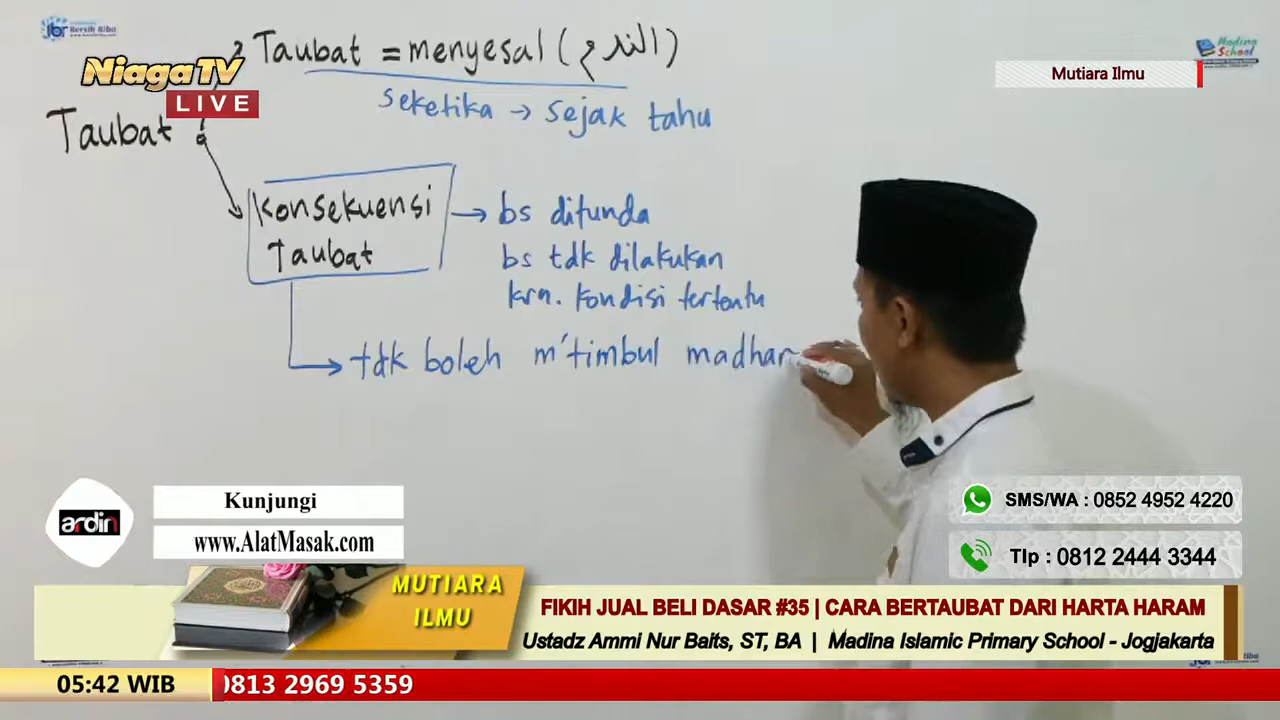 Bersih Riba
Taubat = menyesal (الندم)
NiagaTV
LIVE
Madina
School
Mutiara Ilmu
seketika → sejak tahu
Taubat :
Konsekuensi
Taubat
→ bs ditunda
bs tdk dilakukan
krn. kondisi tertentu
→ tdk boleh m'timbul madhar
ardin
Kunjungi
www.AlatMasak.com
SMS/WA : 0852 4952 4220
Tlp : 0812 2444 3344
MUTIARA
ILMU
FIKIH JUAL BELI DASAR #35 | CARA BERTAUBAT DARI HARTA HARAM
Ustadz Ammi Nur Baits, ST, BA | Madina Islamic Primary School - Jogjakarta
05:42 WIB
0813 2969 5359